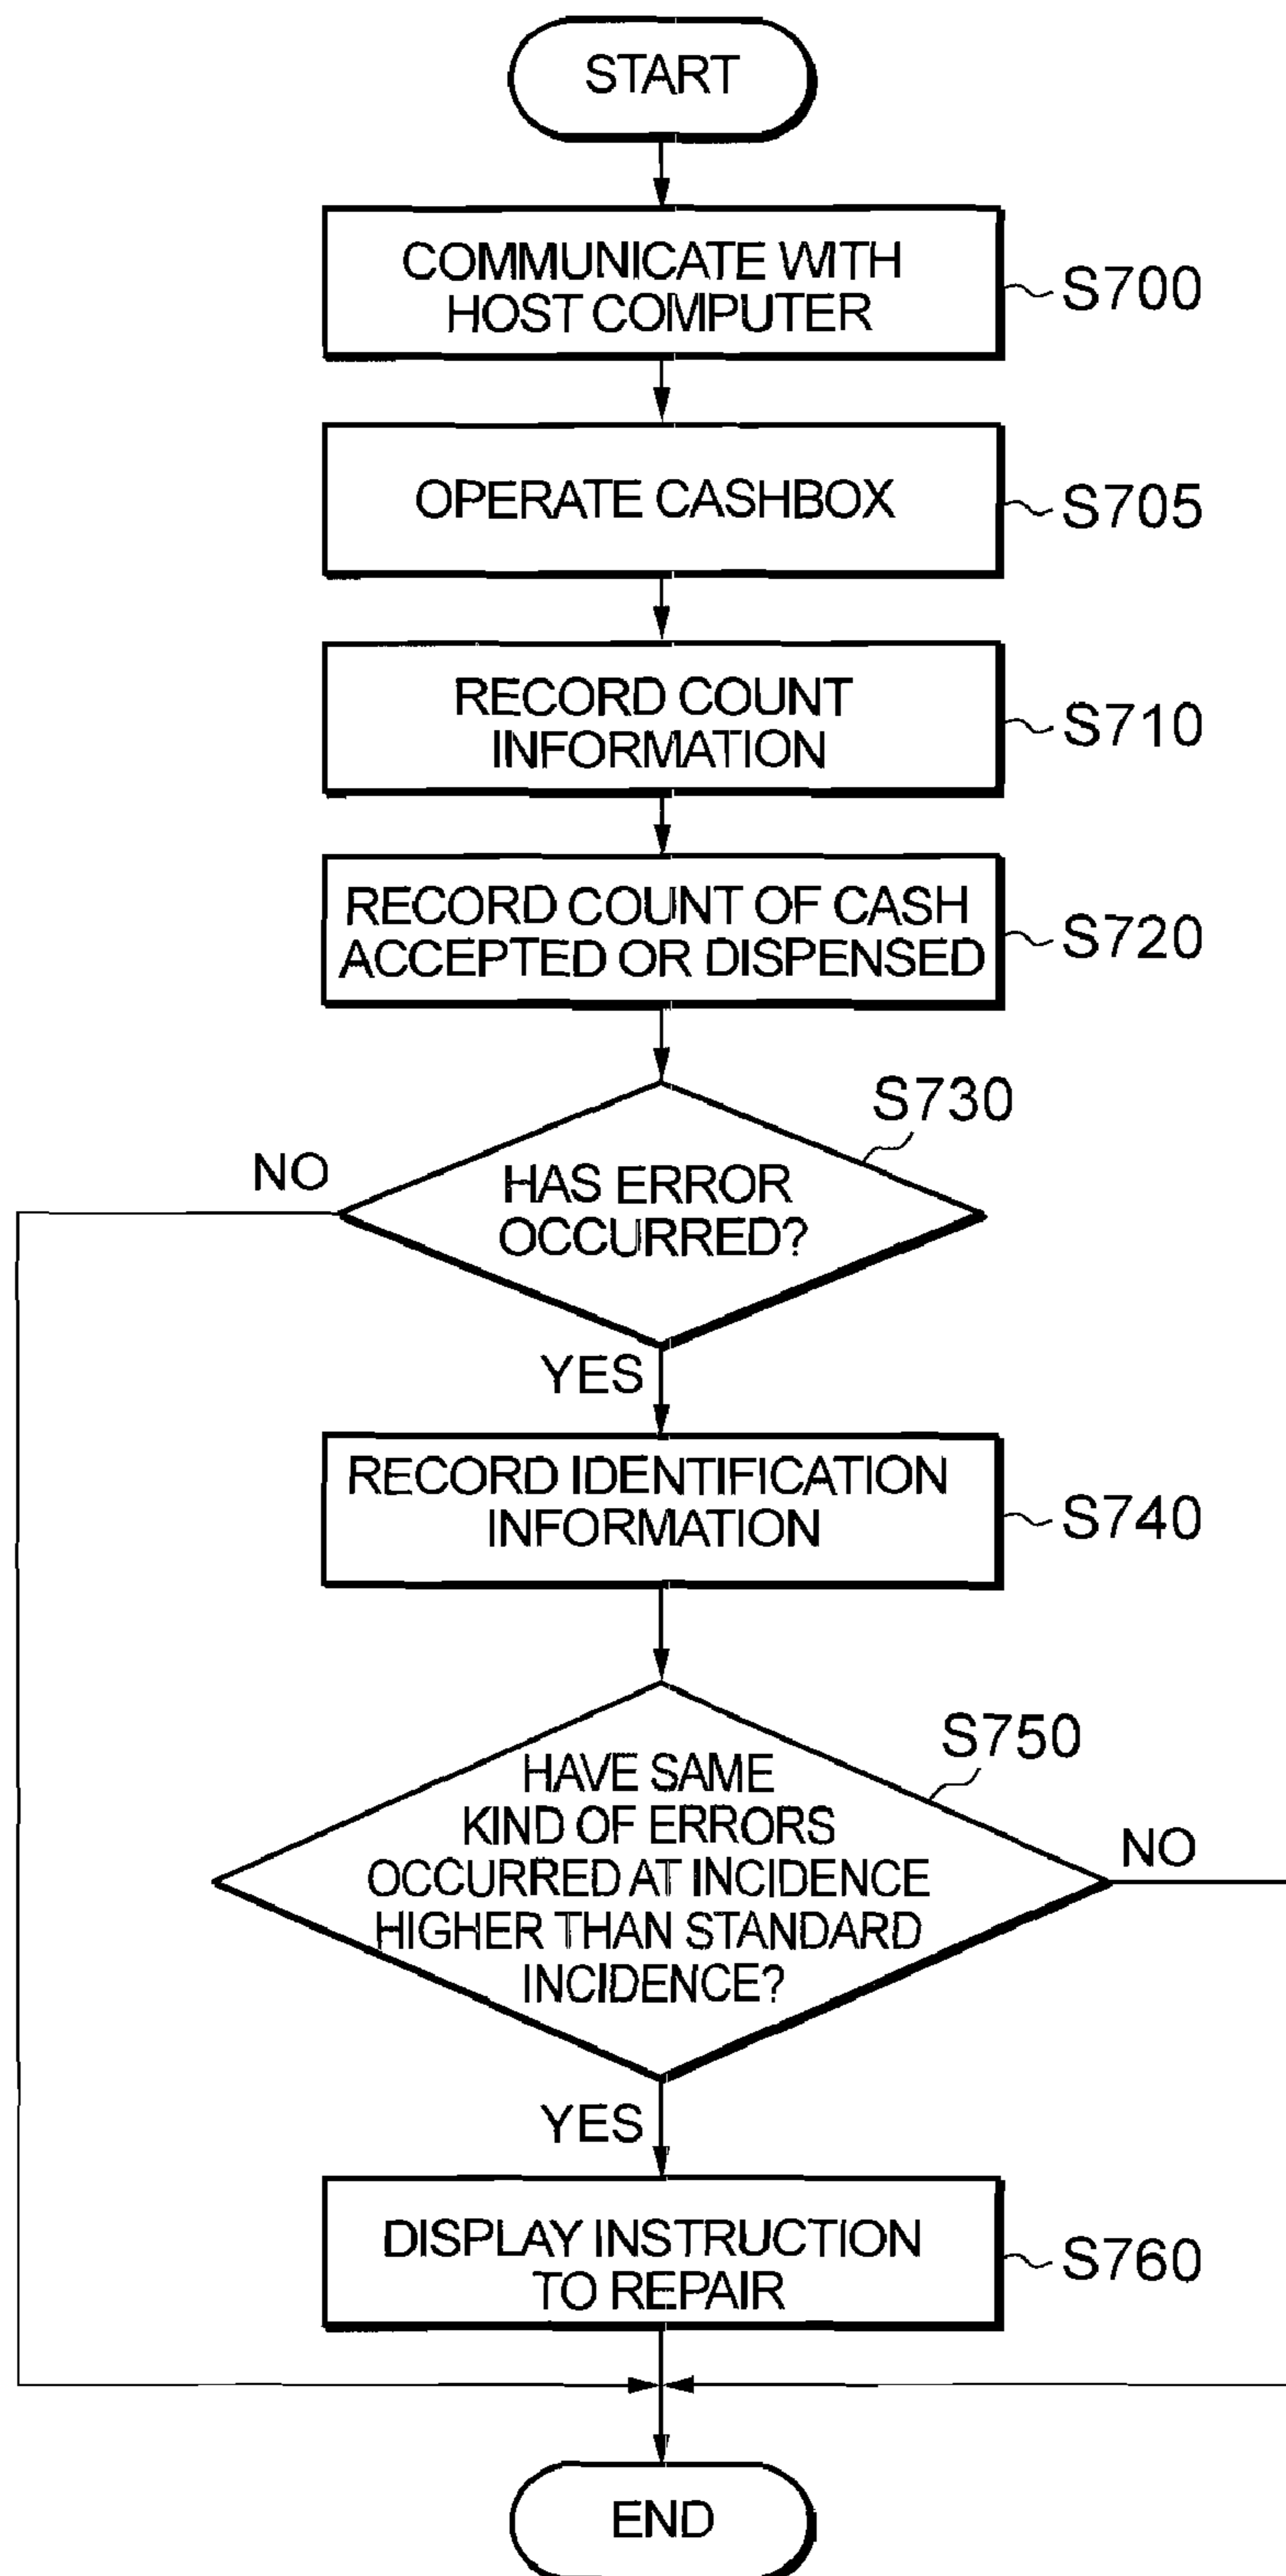 START
COMMUNICATE WITH
HOST COMPUTER
S700
OPERATE CASHBOX
S705
RECORD COUNT
INFORMATION
S710
RECORD COUNT OF CASH
ACCEPTED OR DISPENSED
S720
S730
NO
HAS ERROR
OCCURRED?
YES
RECORD IDENTIFICATION
INFORMATION
S740
S750
HAVE SAME
KIND OF ERRORS
OCCURRED AT INCIDENCE
HIGHER THAN STANDARD
INCIDENCE?
NO
YES
DISPLAY INSTRUCTION
TO REPAIR
S760
END